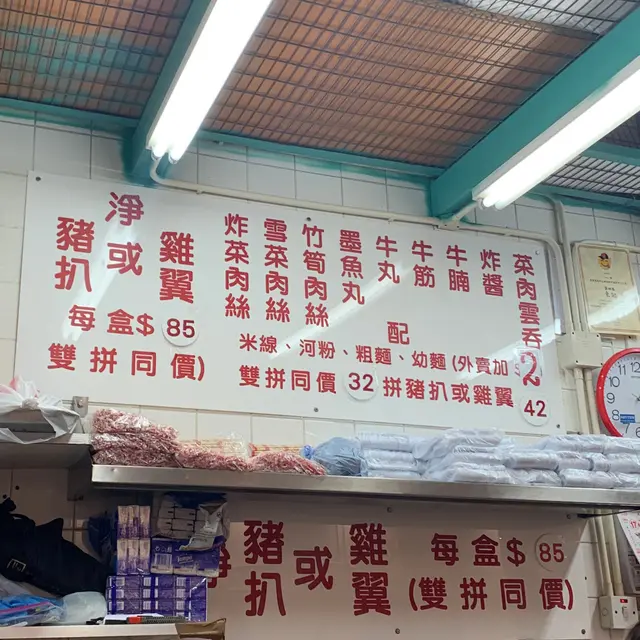 淨
豬扒 或 雞翼
每盒$ 85
雙拼同價)
菜肉雲吞
炸醬
牛腩
牛筋
牛丸
墨魚丸
竹筍肉絲
雪菜肉絲
炸菜肉絲
配
米線、河粉、粗麵、幼麵(外賣加$2
雙拼同價 32 拼豬扒或雞翼 42
淨豬扒或雞翼 每盒$ 85
(雙拼同價)